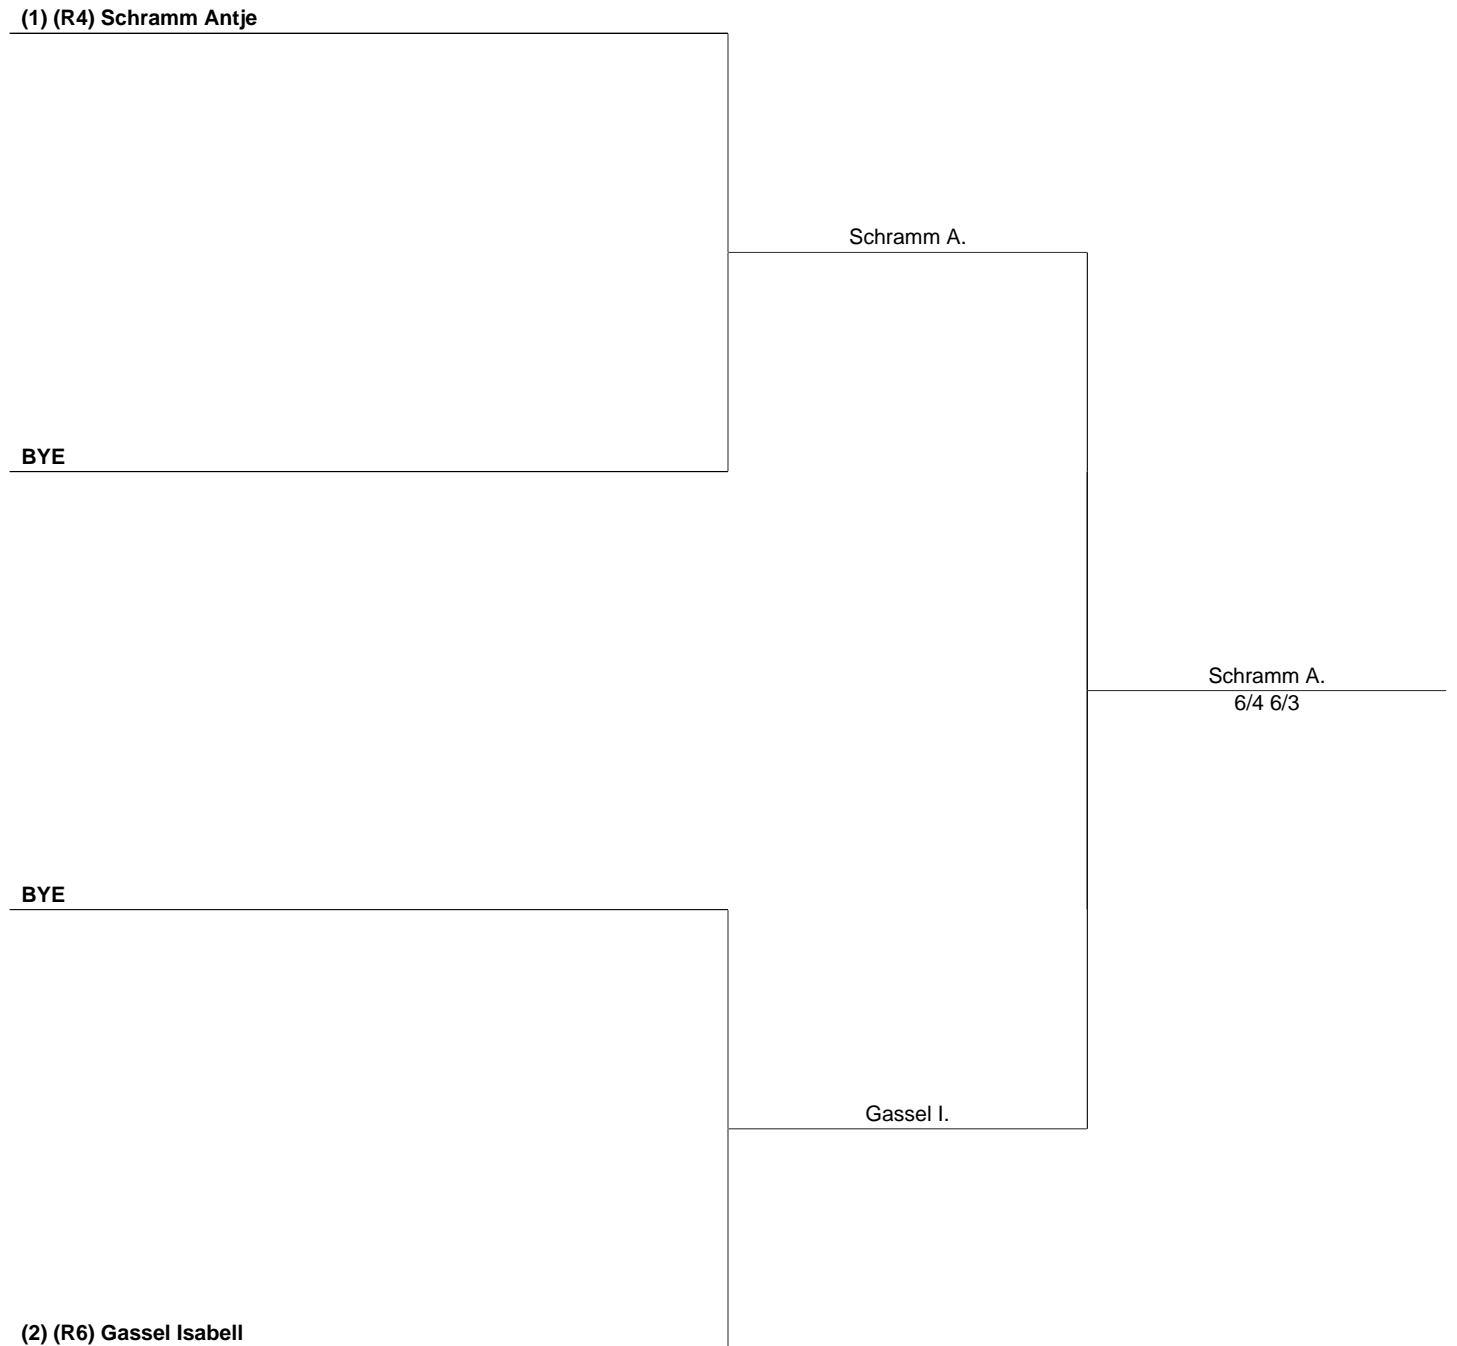 (1) (R4) Schramm Antje
Schramm A.
BYE
Schramm A.
6/4 6/3
BYE
Gassel I.
(2) (R6) Gassel Isabell